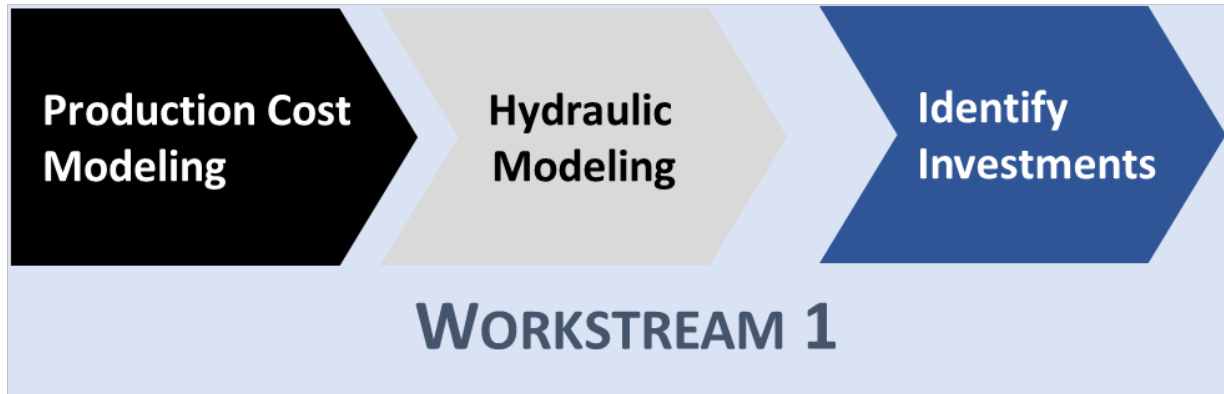 Production Cost
Modeling
Hydraulic
Modeling
Identify
Investments
WORKSTREAM 1